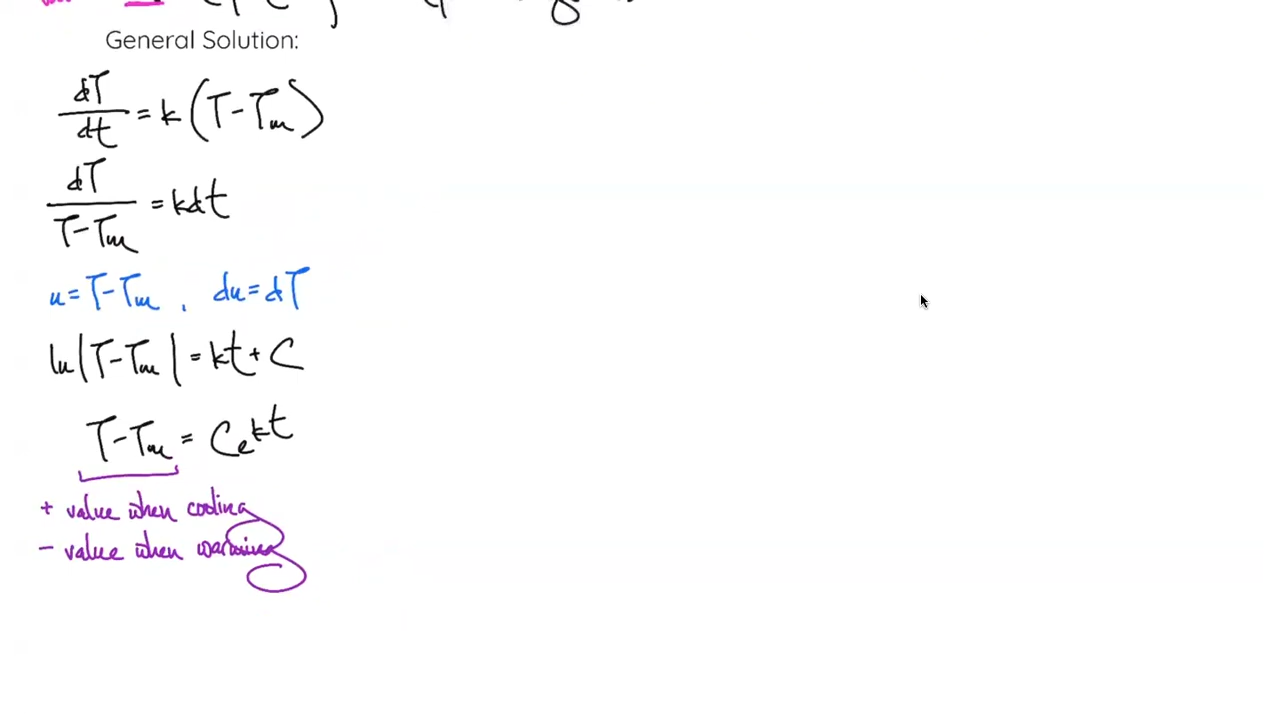 General Solution:
dT/dt = k(T-Tm)
dT/(T-Tm) = kdt
u=T-Tm, du=dT
ln|T-Tm| = kt + C
T-Tm = Ce^kt
+ value when cooling
- value when warming